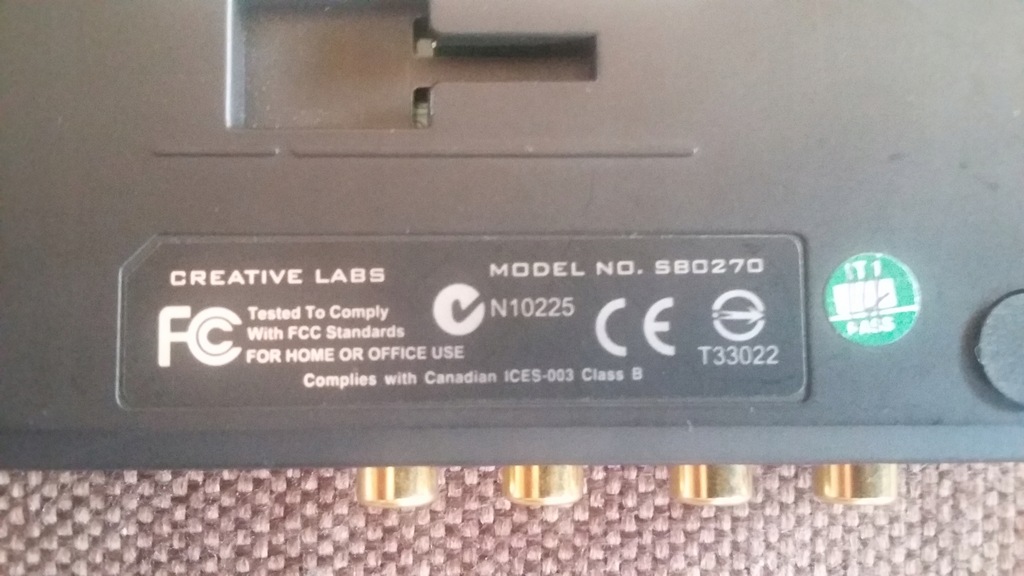 CREATIVE LABS
MODEL NO. SB0270
FC Tested To Comply
With FCC Standards
FOR HOME OR OFFICE USE
N10225
CE
T33022
Complies with Canadian ICES-003 Class B
PASS